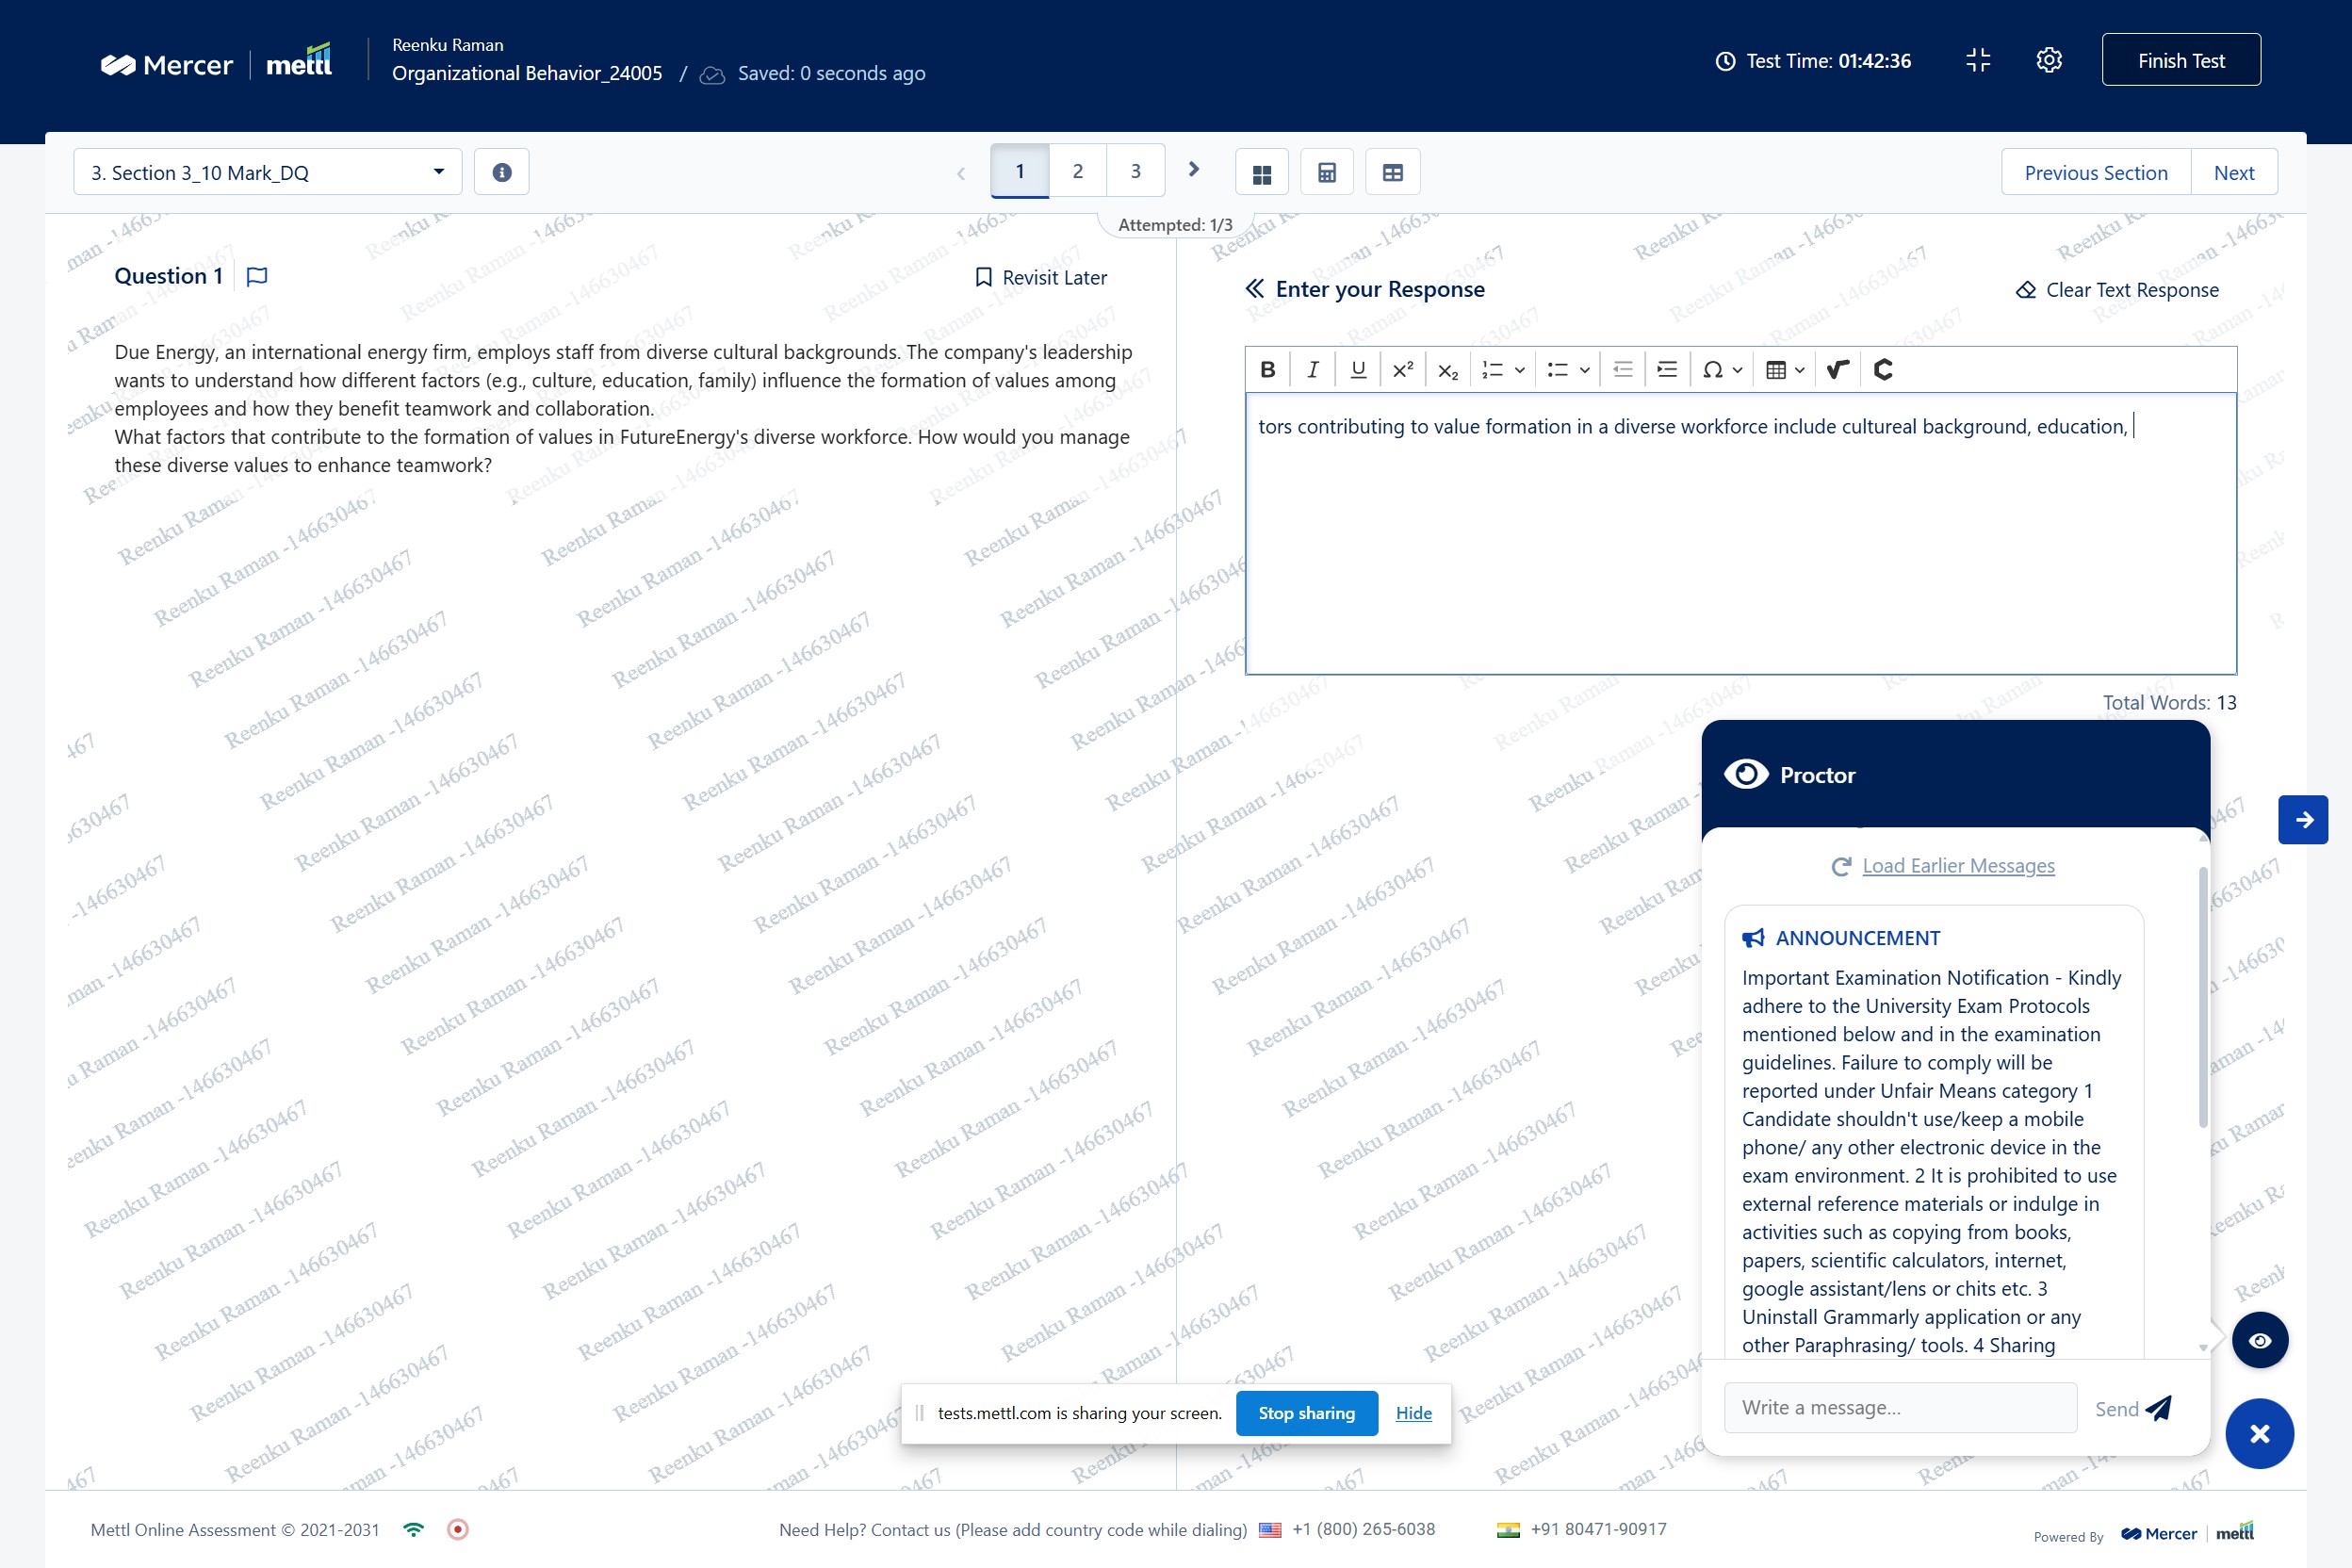 Mercer | mettl
Reenku Raman
Organizational Behavior_24005 / Saved: 0 seconds ago
Test Time: 01:42:36
Finish Test
3. Section 3_10 Mark_DQ
1 2 3
Previous Section
Next
Attempted: 1/3
Question 1
Revisit Later
Due Energy, an international energy firm, employs staff from diverse cultural backgrounds. The company's leadership
wants to understand how different factors (e.g., culture, education, family) influence the formation of values among
employees and how they benefit teamwork and collaboration.
What factors that contribute to the formation of values in FutureEnergy's diverse workforce. How would you manage
these diverse values to enhance teamwork?
Enter your Response
Clear Text Response
B I U x² x₂ Ω
tors contributing to value formation in a diverse workforce include cultureal background, education,
Total Words: 13
Proctor
Load Earlier Messages
ANNOUNCEMENT
Important Examination Notification - Kindly
adhere to the University Exam Protocols
mentioned below and in the examination
guidelines. Failure to comply will be
reported under Unfair Means category 1
Candidate shouldn't use/keep a mobile
phone/ any other electronic device in the
exam environment. 2 It is prohibited to use
external reference materials or indulge in
activities such as copying from books,
papers, scientific calculators, internet,
google assistant/lens or chits etc. 3
Uninstall Grammarly application or any
other Paraphrasing/ tools. 4 Sharing
Write a message...
Send
tests.mettl.com is sharing your screen.
Stop sharing
Hide
Reenku Raman -146630467
Mettl Online Assessment © 2021-2031
Need Help? Contact us (Please add country code while dialing) +1 (800) 265-6038 +91 80471-90917
Powered By Mercer | mettl